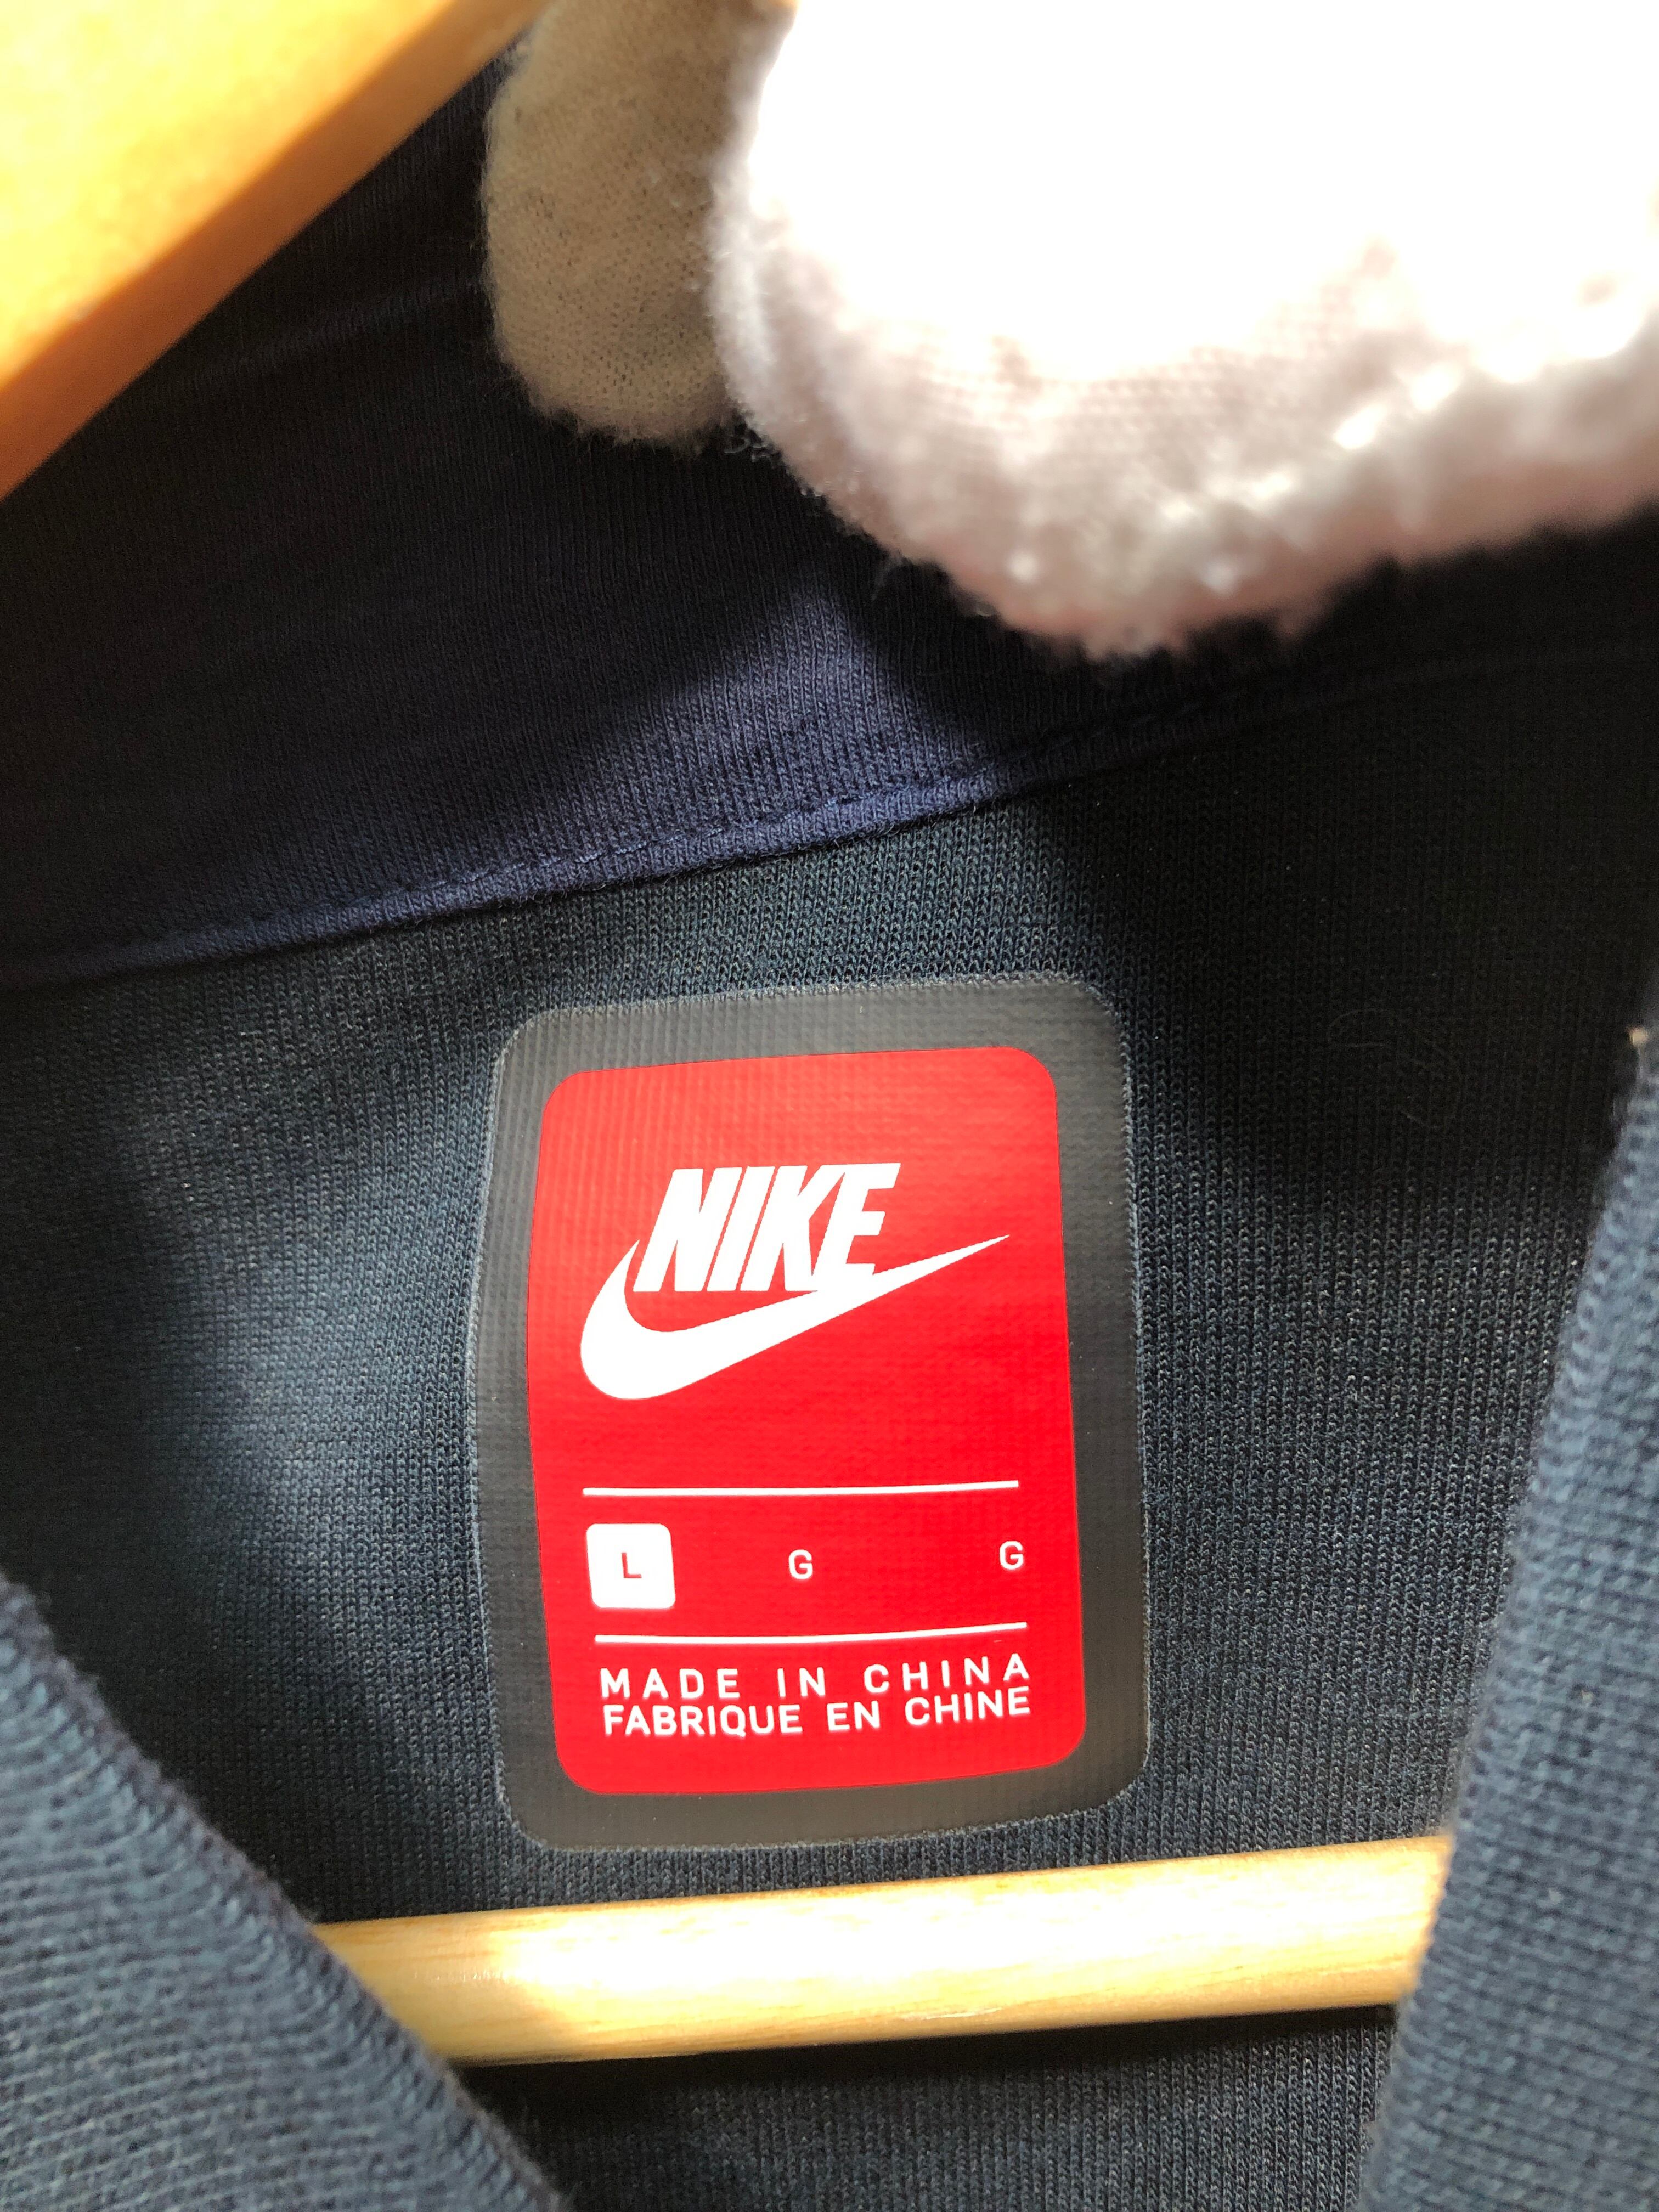 NIKE
L G G
MADE IN CHINA
FABRIQUE EN CHINE